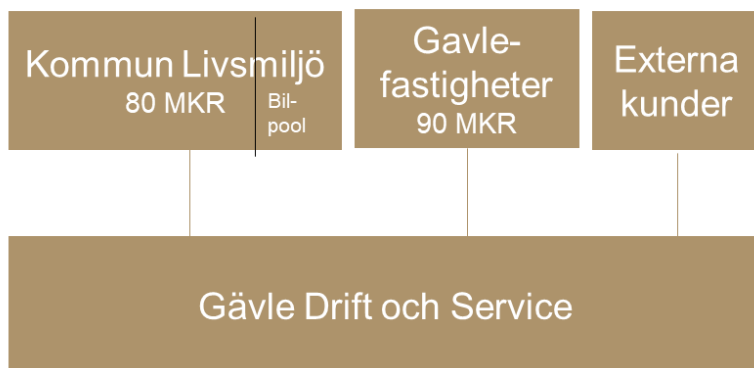 Kommun Livsmiljö
80 MKR
Bil-
pool
Gavle-
fastigheter
90 MKR
Externa
kunder
Gävle Drift och Service